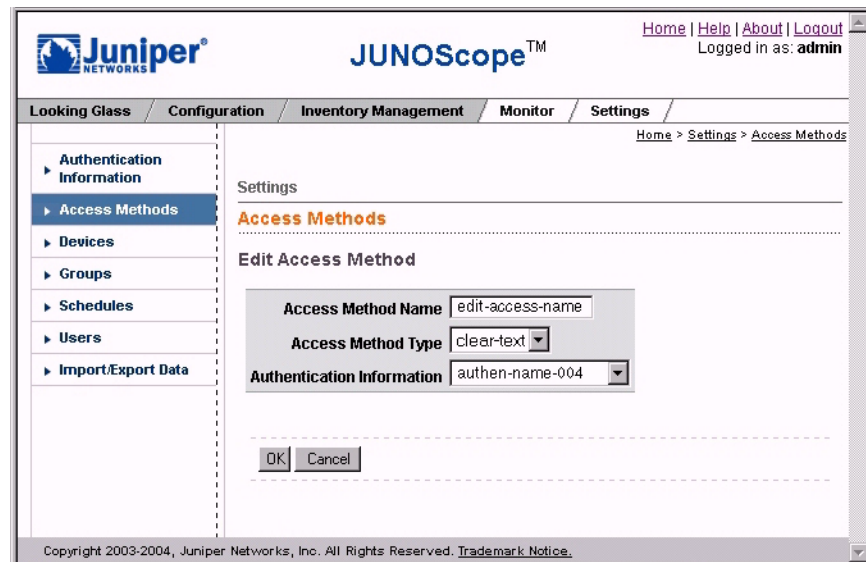 Juniper®
NETWORKS
JUNOScope™
Home | Help | About | Logout
Logged in as: admin
Looking Glass / Configuration / Inventory Management / Monitor / Settings /
Home > Settings > Access Methods
Authentication
Information
Access Methods
Devices
Groups
Schedules
Users
Import/Export Data
Settings
Access Methods
Edit Access Method
Access Method Name edit-access-name
Access Method Type clear-text
Authentication Information authen-name-004
OK Cancel
Copyright 2003-2004, Juniper Networks, Inc. All Rights Reserved. Trademark Notice.